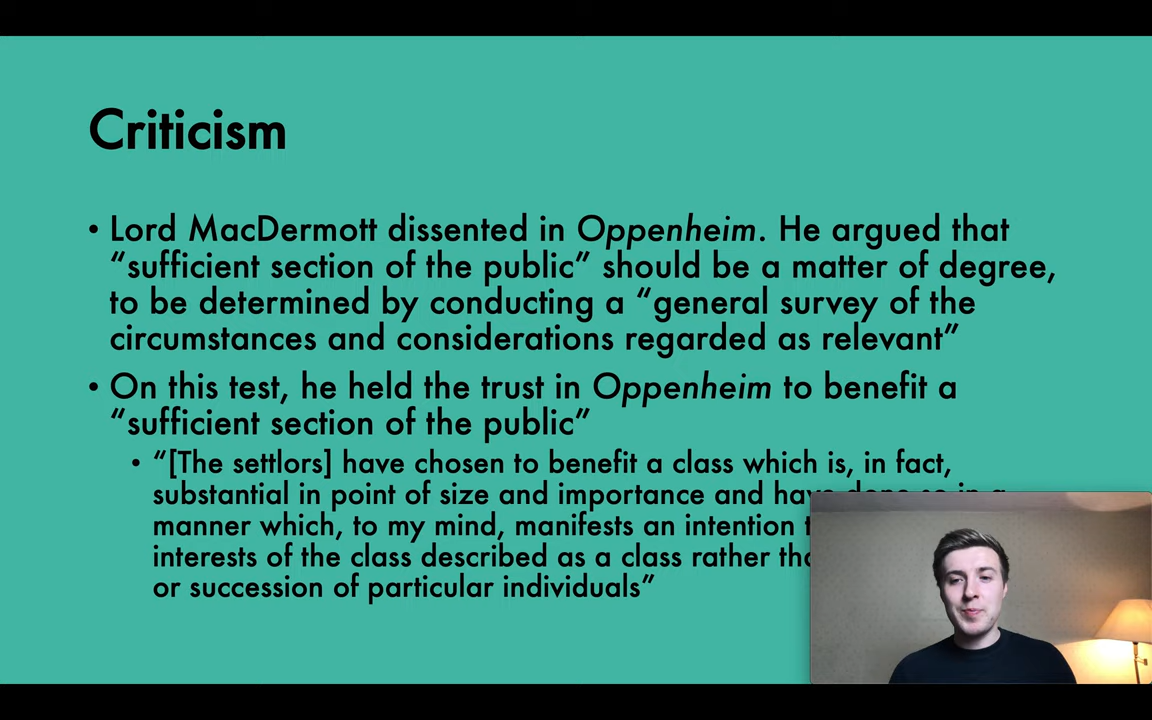 Criticism
• Lord MacDermott dissented in Oppenheim. He argued that
“sufficient section of the public” should be a matter of degree,
to be determined by conducting a “general survey of the
circumstances and considerations regarded as relevant”
• On this test, he held the trust in Oppenheim to benefit a
“sufficient section of the public”
• “[The settlors] have chosen to benefit a class which is, in fact,
substantial in point of size and importance and have done so in a
manner which, to my mind, manifests an intention
interests of the class described as a class rather
or succession of particular individuals”